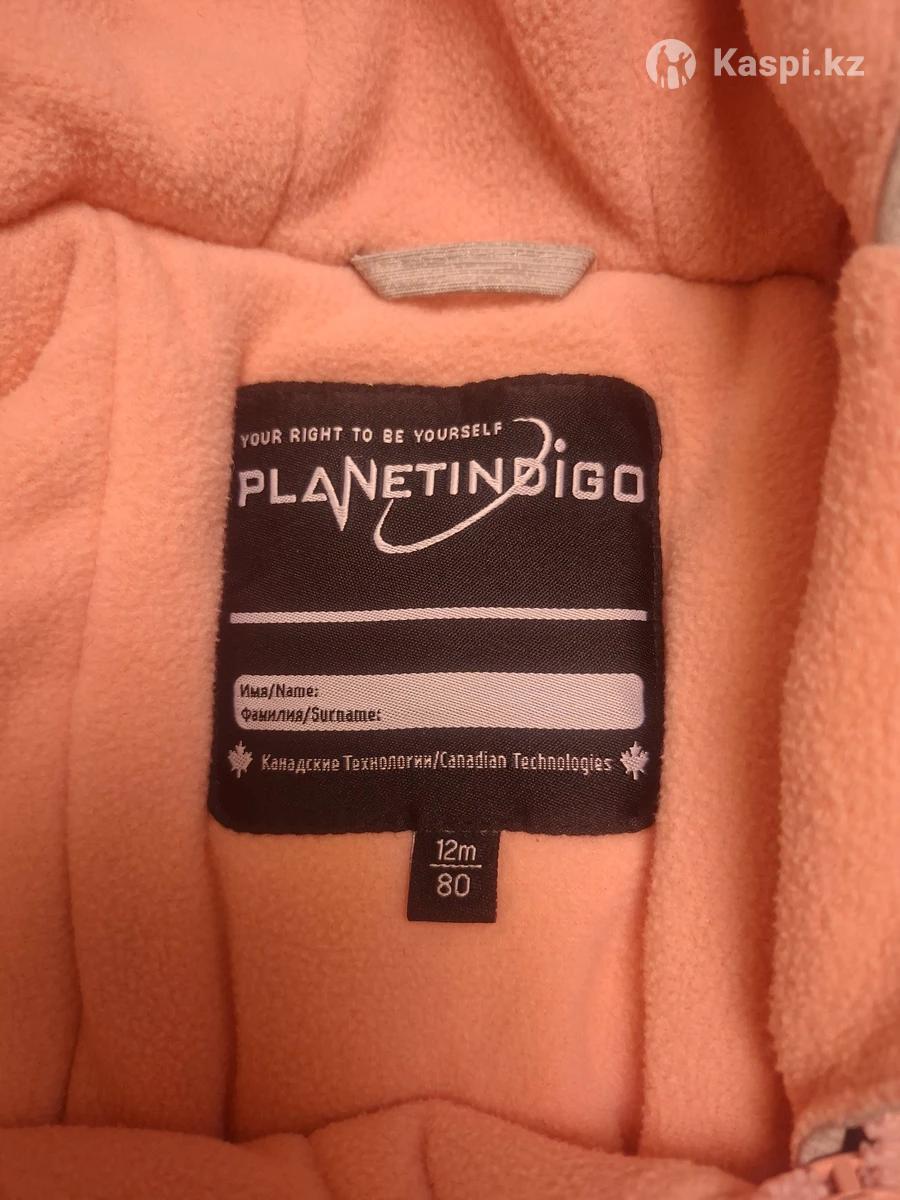 Kaspi.kz
YOUR RIGHT TO BE YOURSELF
PLANETINDIGO
Имя/Name:
Фамилия/Surname:
Канадские Технологии/Canadian Technologies
12m
80